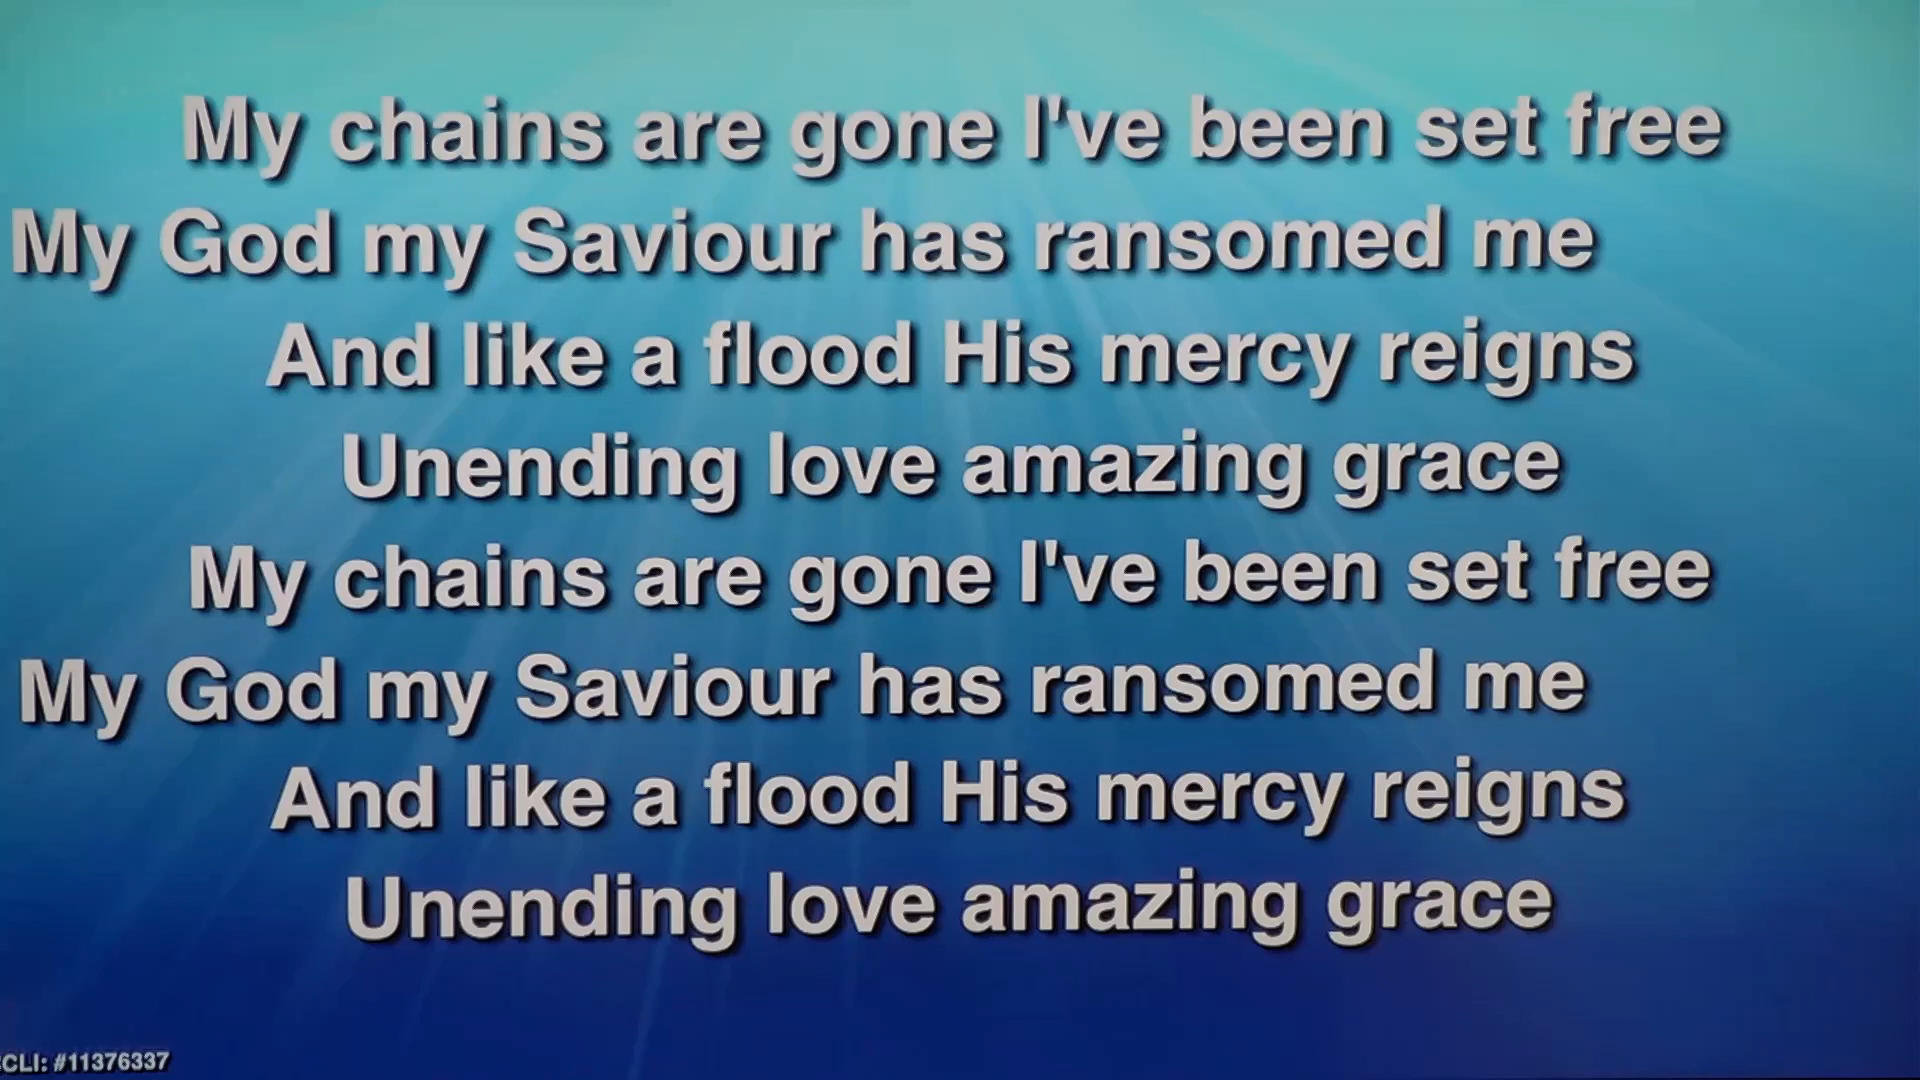 My chains are gone I've been set free
My God my Saviour has ransomed me
And like a flood His mercy reigns
Unending love amazing grace
My chains are gone I've been set free
My God my Saviour has ransomed me
And like a flood His mercy reigns
Unending love amazing grace
CLI: #11376337